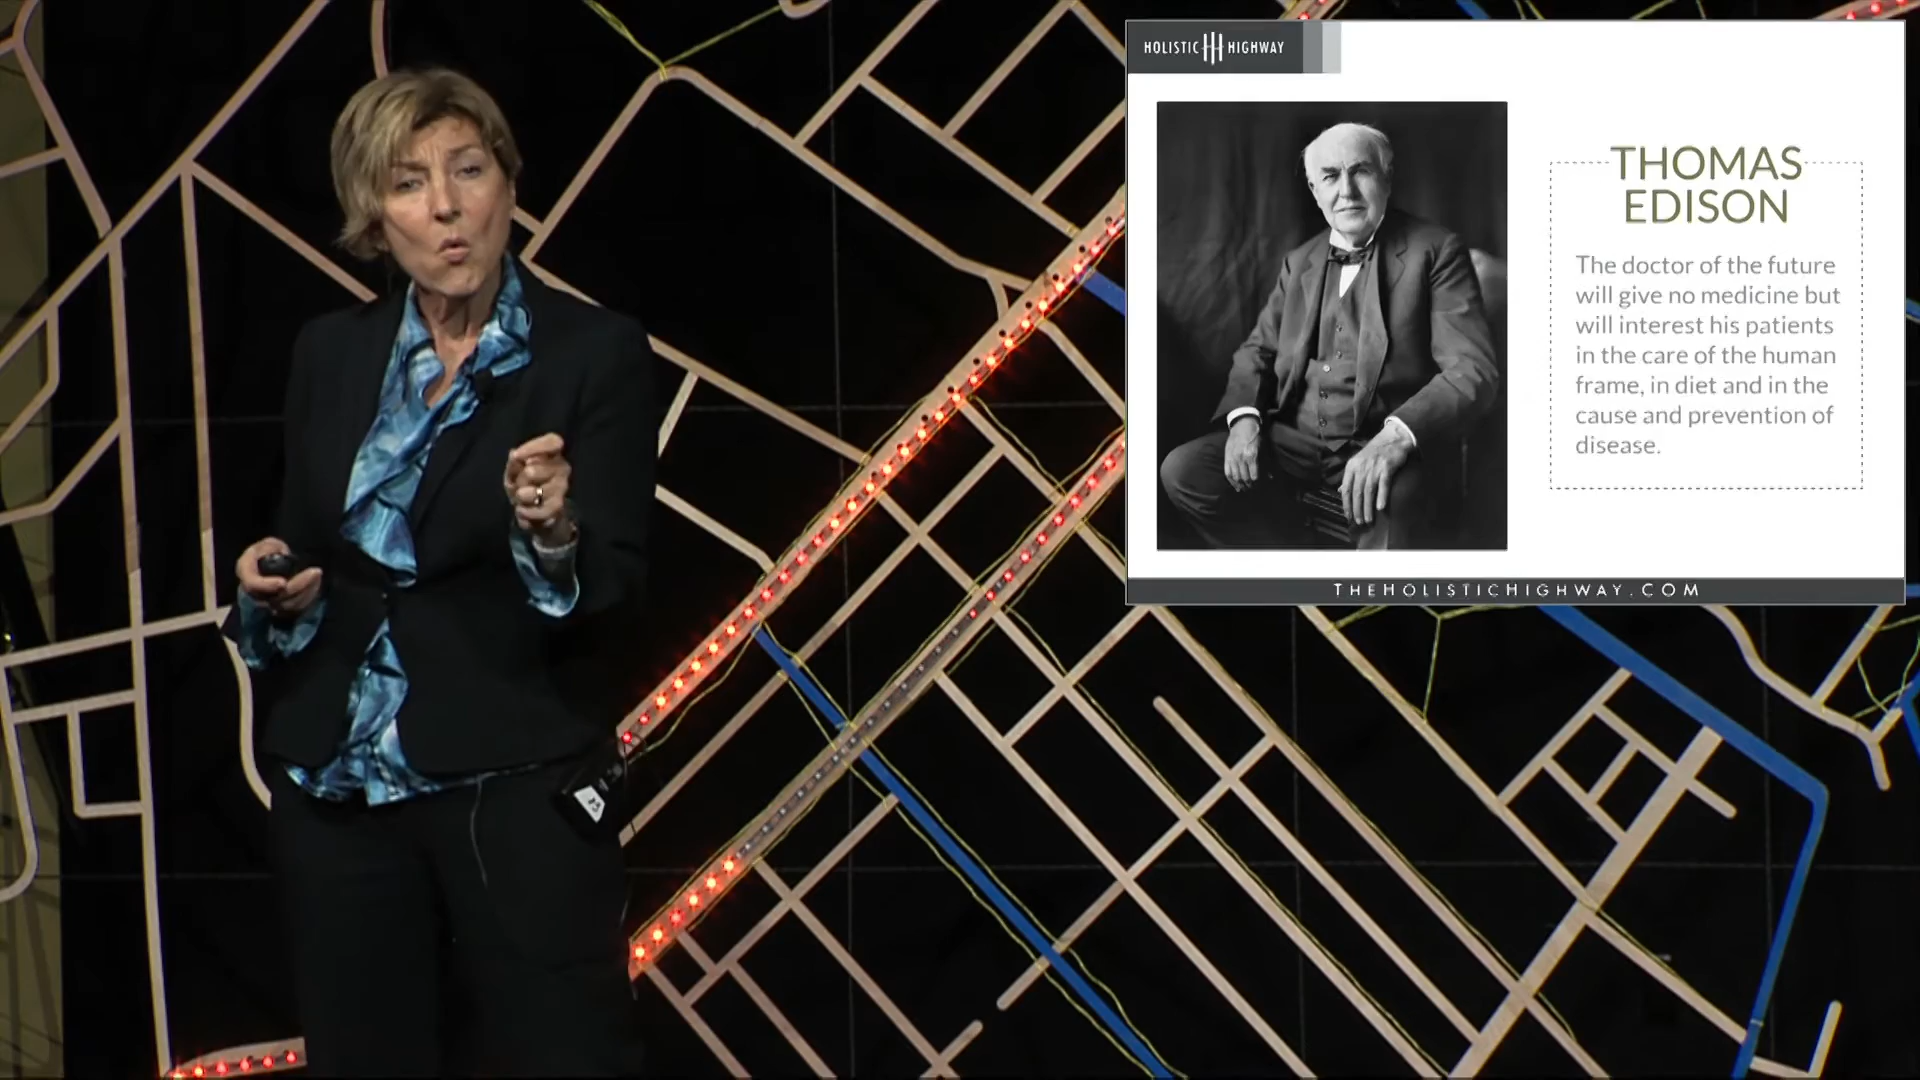 HOLISTIC HIGHWAY
THOMAS
EDISON
The doctor of the future
will give no medicine but
will interest his patients
in the care of the human
frame, in diet and in the
cause and prevention of
disease.
THEHOLISTICHIGHWAY.COM